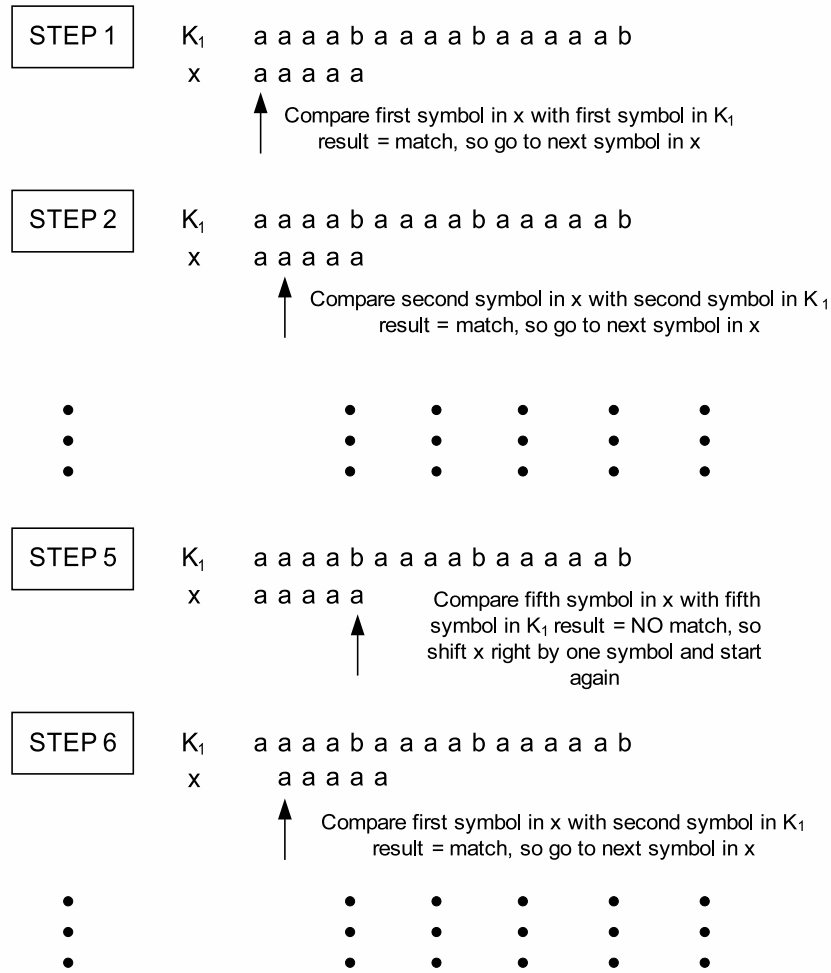 STEP 1
K₁ a a a a b a a a a b a a a a a b
x a a a a a
Compare first symbol in x with first symbol in K₁
result = match, so go to next symbol in x
STEP 2
K₁ a a a a b a a a a b a a a a a b
x a a a a a
Compare second symbol in x with second symbol in K₁
result = match, so go to next symbol in x
STEP 5
K₁ a a a a b a a a a b a a a a a b
x a a a a a
Compare fifth symbol in x with fifth
symbol in K₁ result = NO match, so
shift x right by one symbol and start
again
STEP 6
K₁ a a a a b a a a a b a a a a a b
x a a a a a
Compare first symbol in x with second symbol in K₁
result = match, so go to next symbol in x